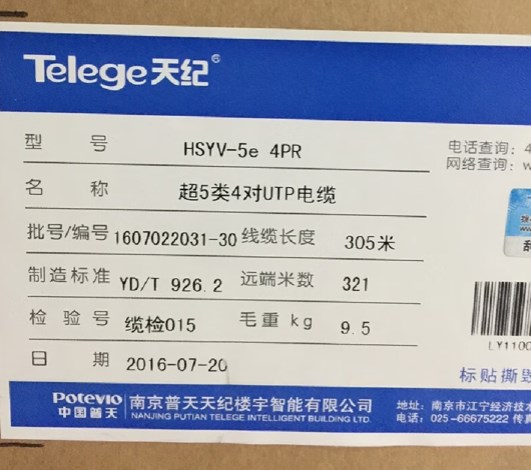 Telege天纪®
型 号 HSYV-5e 4PR
电话查询: 4
网络查询: w
名 称 超5类4对UTP电缆
批号/编号 1607022031-30 线缆长度 305米
制造标准 YD/T 926.2 远端米数 321
检 验 号 缆检015 毛重 kg 9.5
LY1100
日 期 2016-07-20
标贴撕毁
Potevio 中国普天
南京普天天纪楼宇智能有限公司
NANJING PUTIAN TELEGE INTELLIGENT BUILDING LTD.
地址: 南京市江宁经济技
电话: 025-66675222 传真